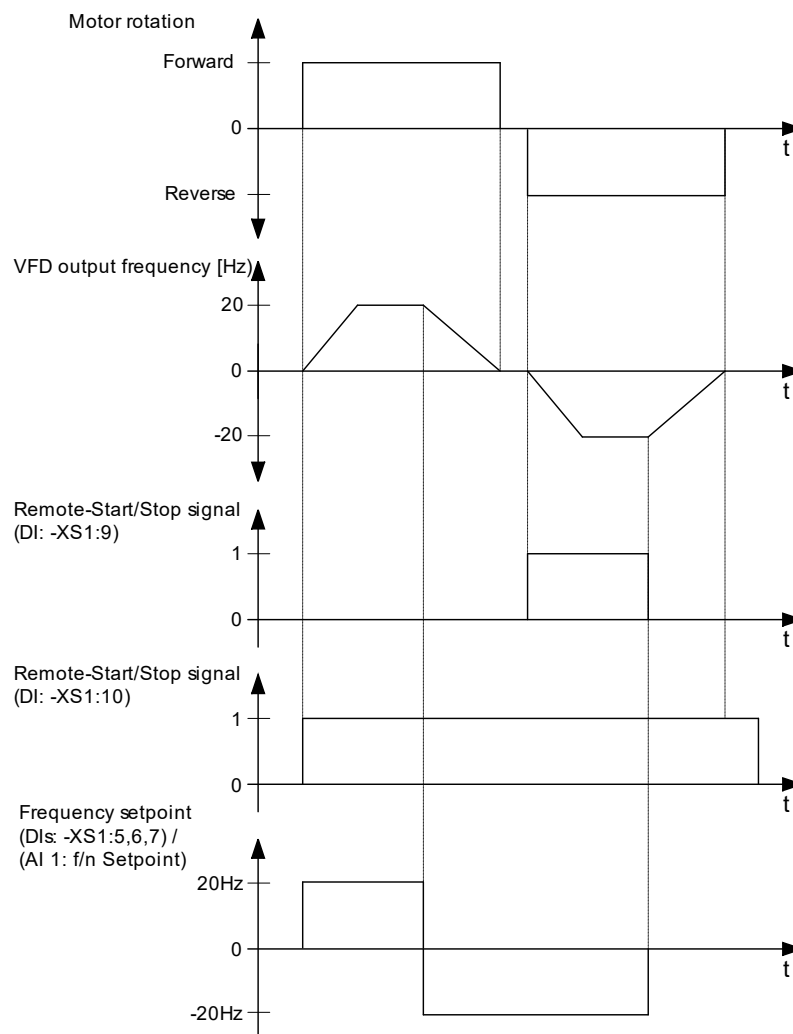 Motor rotation
Forward
0
t
Reverse
VFD output frequency [Hz]
20
0
t
-20
Remote-Start/Stop signal
(DI: -XS1:9)
1
0
t
Remote-Start/Stop signal
(DI: -XS1:10)
1
0
t
Frequency setpoint
(DIs: -XS1:5,6,7) /
(AI 1: f/n Setpoint)
20Hz
0
t
-20Hz